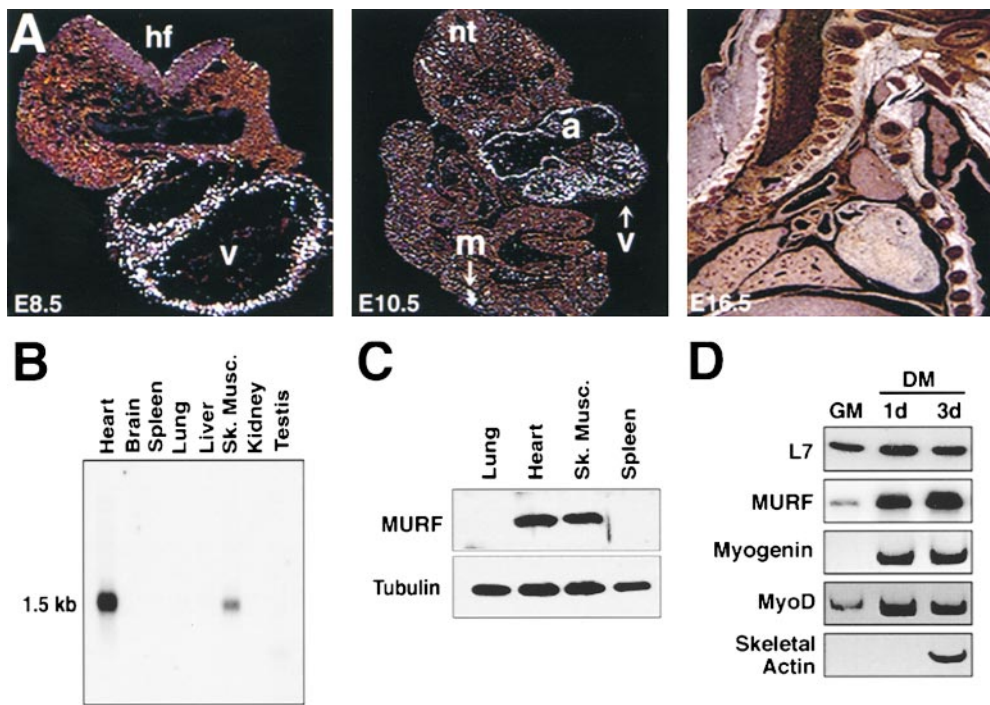 A
hf
v
E8.5
nt
a
m
v
E10.5
E16.5
B
Heart
Brain
Spleen
Lung
Liver
Sk. Musc.
Kidney
Testis
1.5 kb
C
Lung
Heart
Sk. Musc.
Spleen
MURF
Tubulin
D
DM
GM 1d 3d
L7
MURF
Myogenin
MyoD
Skeletal
Actin